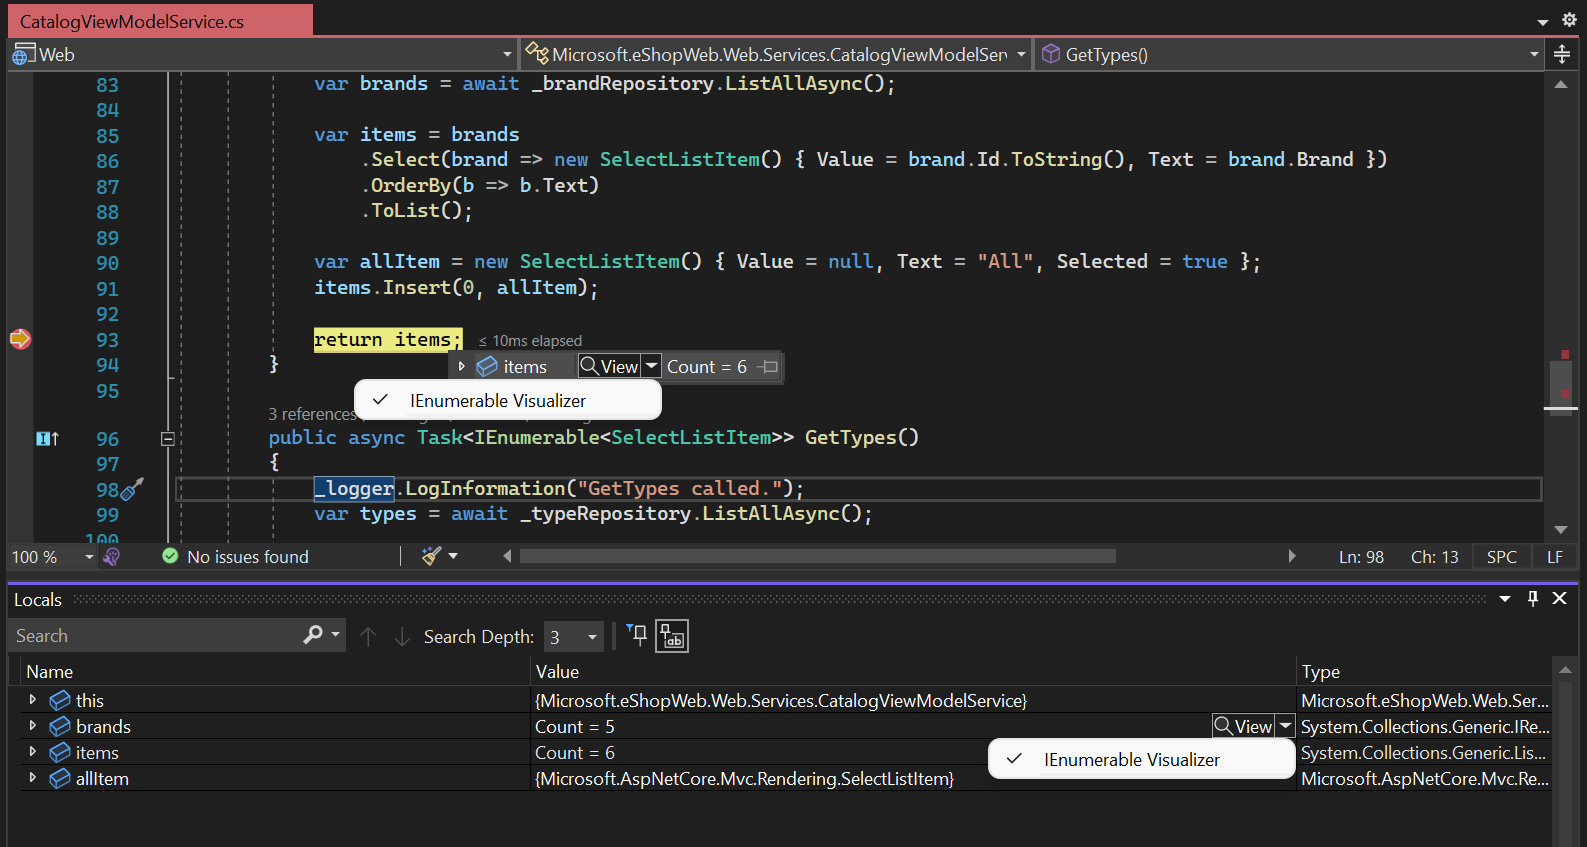 CatalogViewModelService.cs
Web
Microsoft.eShopWeb.Web.Services.CatalogViewModelSer
GetTypes()
83 var brands = await _brandRepository.ListAllAsync();
84
85 var items = brands
86 .Select(brand => new SelectListItem() { Value = brand.Id.ToString(), Text = brand.Brand })
87 .OrderBy(b => b.Text)
88 .ToList();
89
90 var allItem = new SelectListItem() { Value = null, Text = "All", Selected = true };
91 items.Insert(0, allItem);
92
93 return items; ≤ 10ms elapsed
items View Count = 6
94 }
95
IEnumerable Visualizer
3 references
96 public async Task<IEnumerable<SelectListItem>> GetTypes()
97 {
98 _logger.LogInformation("GetTypes called.");
99 var types = await _typeRepository.ListAllAsync();
100
100 % No issues found Ln: 98 Ch: 13 SPC LF
Locals
Search Search Depth: 3
Name Value Type
this {Microsoft.eShopWeb.Web.Services.CatalogViewModelService} Microsoft.eShopWeb.Web.Ser...
brands Count = 5 View System.Collections.Generic.IRe...
items Count = 6 System.Collections.Generic.Lis...
IEnumerable Visualizer
allItem {Microsoft.AspNetCore.Mvc.Rendering.SelectListItem} Microsoft.AspNetCore.Mvc.Re...